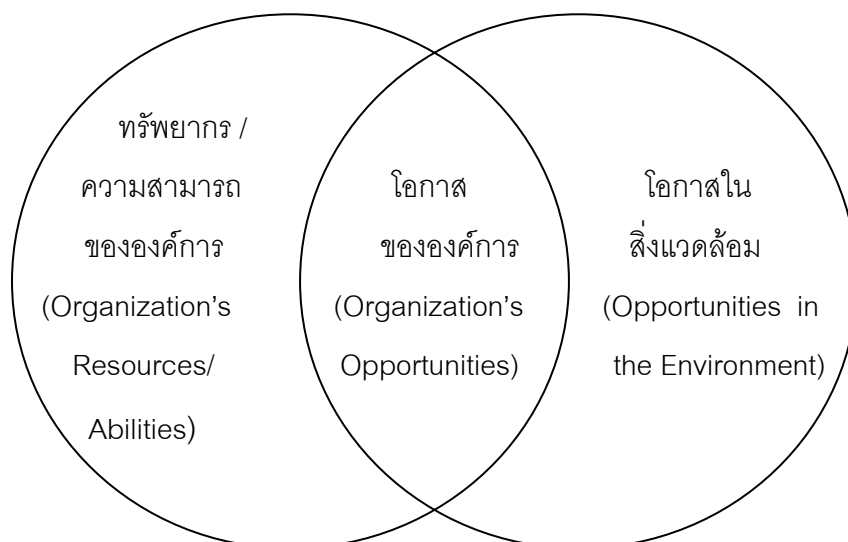 ทรัพยากร /
ความสามารถ
ขององค์การ
(Organization’s
Resources/
Abilities)
โอกาส
ขององค์การ
(Organization’s
Opportunities)
โอกาสใน
สิ่งแวดล้อม
(Opportunities in
the Environment)